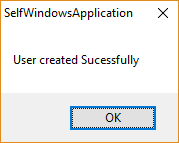 SelfWindowsApplication
User created Sucessfully
OK